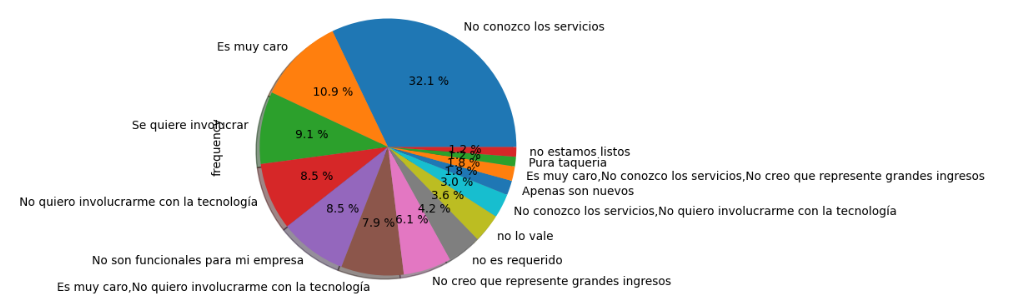 No conozco los servicios
32.1 %
Es muy caro
10.9 %
Se quiere involucrar
9.1 %
No quiero involucrarme con la tecnología
8.5 %
No son funcionales para mi empresa
8.5 %
Es muy caro,No quiero involucrarme con la tecnología
7.9 %
No creo que represente grandes ingresos
6.1 %
no es requerido
4.2 %
no lo vale
3.6 %
No conozco los servicios,No quiero involucrarme con la tecnología
3.0 %
Apenas son nuevos
1.8 %
Es muy caro,No conozco los servicios,No creo que represente grandes ingresos
1.8 %
Pura taqueria
1.2 %
no estamos listos
1.2 %
frequency